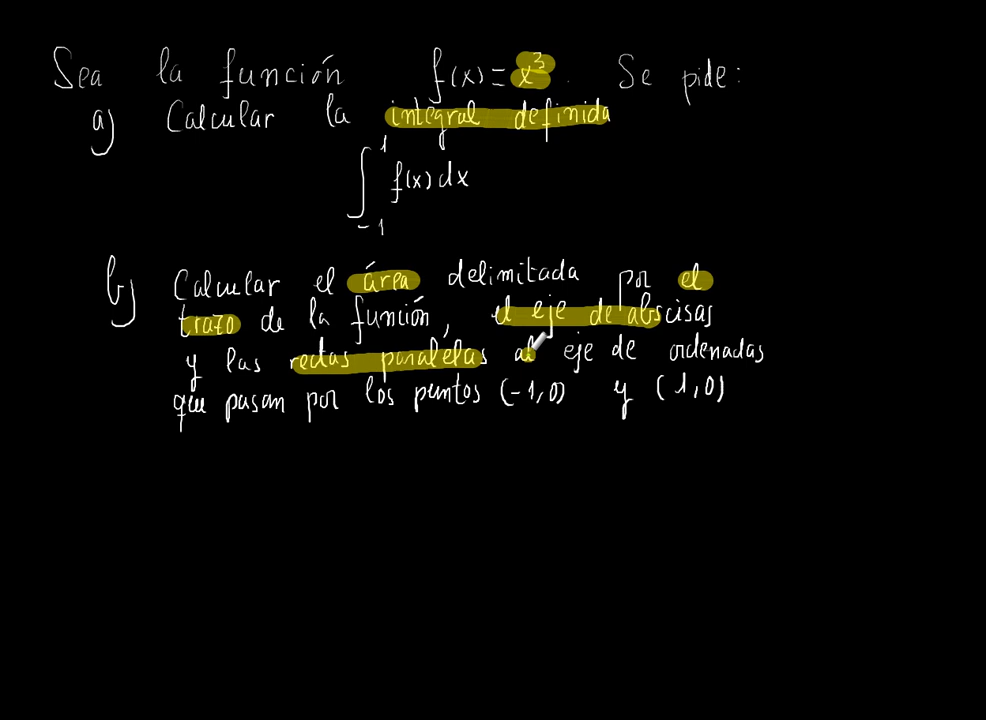 Sea la función f(x) = x³. Se pide:
a) Calcular la integral definida
∫₋₁¹ f(x) dx
b) Calcular el área delimitada por el
trazo de la función, el eje de abscisas
y las rectas paralélas al eje de ordenadas
que pasan por los puntos (-1,0) y (1,0)